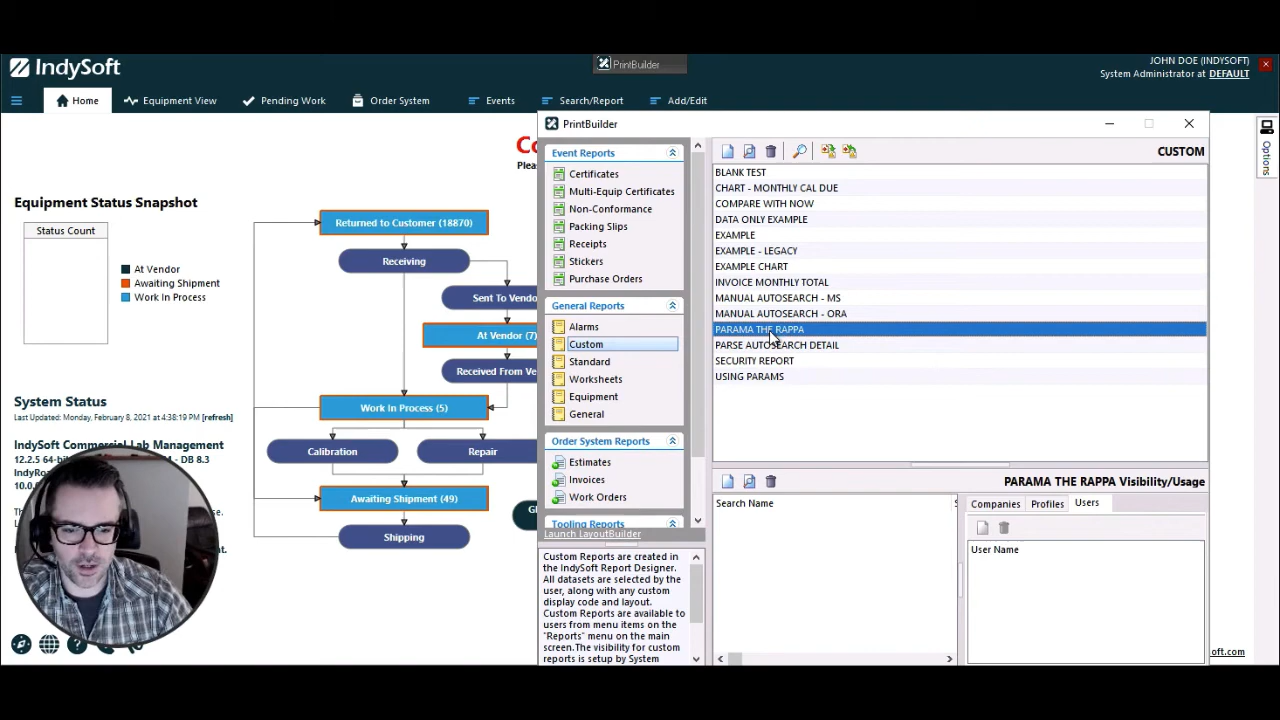 IndySoft
PrintBuilder
JOHN DOE (INDYSOFT)
System Administrator at DEFAULT
Home
Equipment View
Pending Work
Order System
Events
Search/Report
Add/Edit
Options
Equipment Status Snapshot
Status Count
At Vendor
Awaiting Shipment
Work In Process
System Status
Last Updated: Monday, February 8, 2021 at 4:38:19 PM [refresh]
IndySoft Commercial Lab Management
12.2.5 64-bit
- DB 8.3
10.0.
Returned to Customer (18870)
Receiving
Sent To Vendo
At Vendor (7)
Received From Ve
Work In Process (5)
Calibration
Repair
Awaiting Shipment (49)
Shipping
PrintBuilder
Event Reports
Certificates
Multi-Equip Certificates
Non-Conformance
Packing Slips
Receipts
Stickers
Purchase Orders
General Reports
Alarms
Custom
Standard
Worksheets
Equipment
General
Order System Reports
Estimates
Invoices
Work Orders
Tooling Reports
Launch LayoutBuilder
Custom Reports are created in
the IndySoft Report Designer.
All datasets are selected by the
user, along with any custom
display code and layout.
Custom Reports are available to
users from menu items on the
"Reports" menu on the main
screen.The visibility for custom
reports is setup by System
CUSTOM
BLANK TEST
CHART - MONTHLY CAL DUE
COMPARE WITH NOW
DATA ONLY EXAMPLE
EXAMPLE
EXAMPLE - LEGACY
EXAMPLE CHART
INVOICE MONTHLY TOTAL
MANUAL AUTOSEARCH - MS
MANUAL AUTOSEARCH - ORA
PARAMA THE RAPPA
PARSE AUTOSEARCH DETAIL
SECURITY REPORT
USING PARAMS
PARAMA THE RAPPA Visibility/Usage
Search Name
S
Companies
Profiles
Users
User Name
oft.com